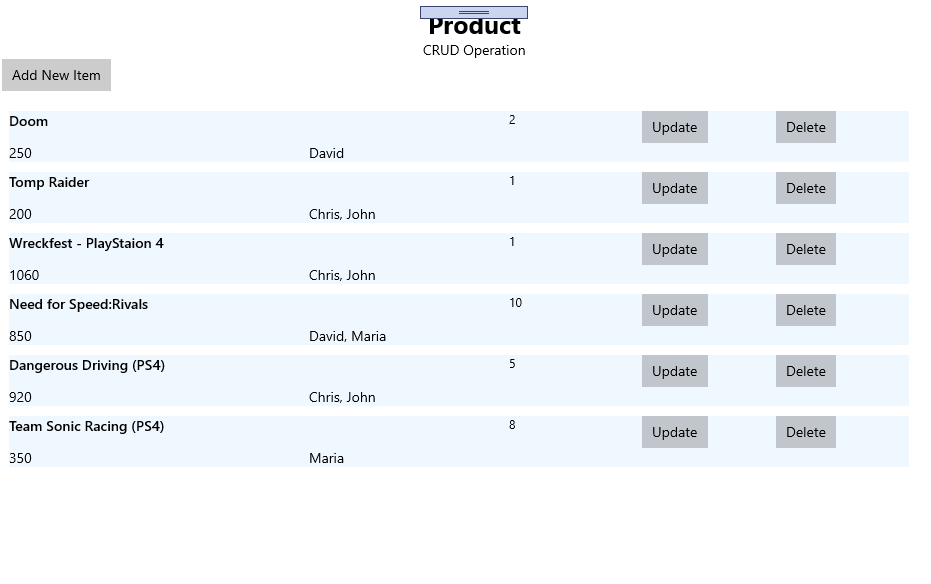 Product
CRUD Operation
Add New Item
Doom 2 Update Delete
250 David
Tomp Raider 1 Update Delete
200 Chris, John
Wreckfest - PlayStaion 4 1 Update Delete
1060 Chris, John
Need for Speed:Rivals 10 Update Delete
850 David, Maria
Dangerous Driving (PS4) 5 Update Delete
920 Chris, John
Team Sonic Racing (PS4) 8 Update Delete
350 Maria